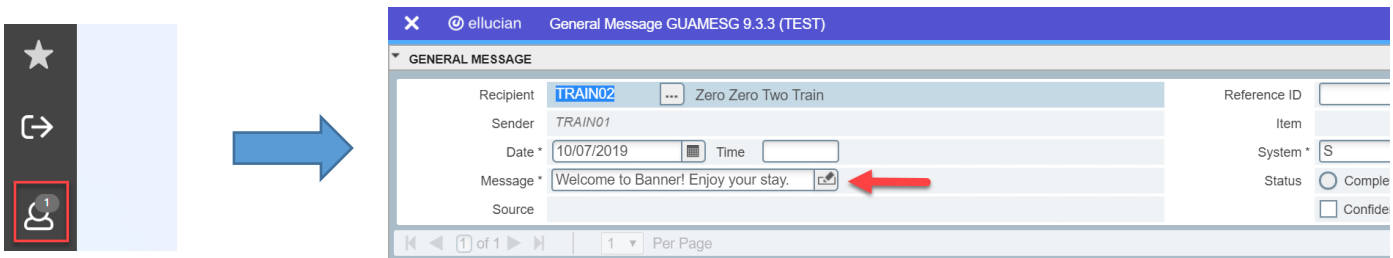 ellucian General Message GUAMESG 9.3.3 (TEST)
GENERAL MESSAGE
Recipient TRAIN02 ... Zero Zero Two Train Reference ID
Sender TRAIN01 Item
Date * 10/07/2019 Time System * S
Message * Welcome to Banner! Enjoy your stay. Status Comple
Source Confider
1 of 1 1 Per Page
1